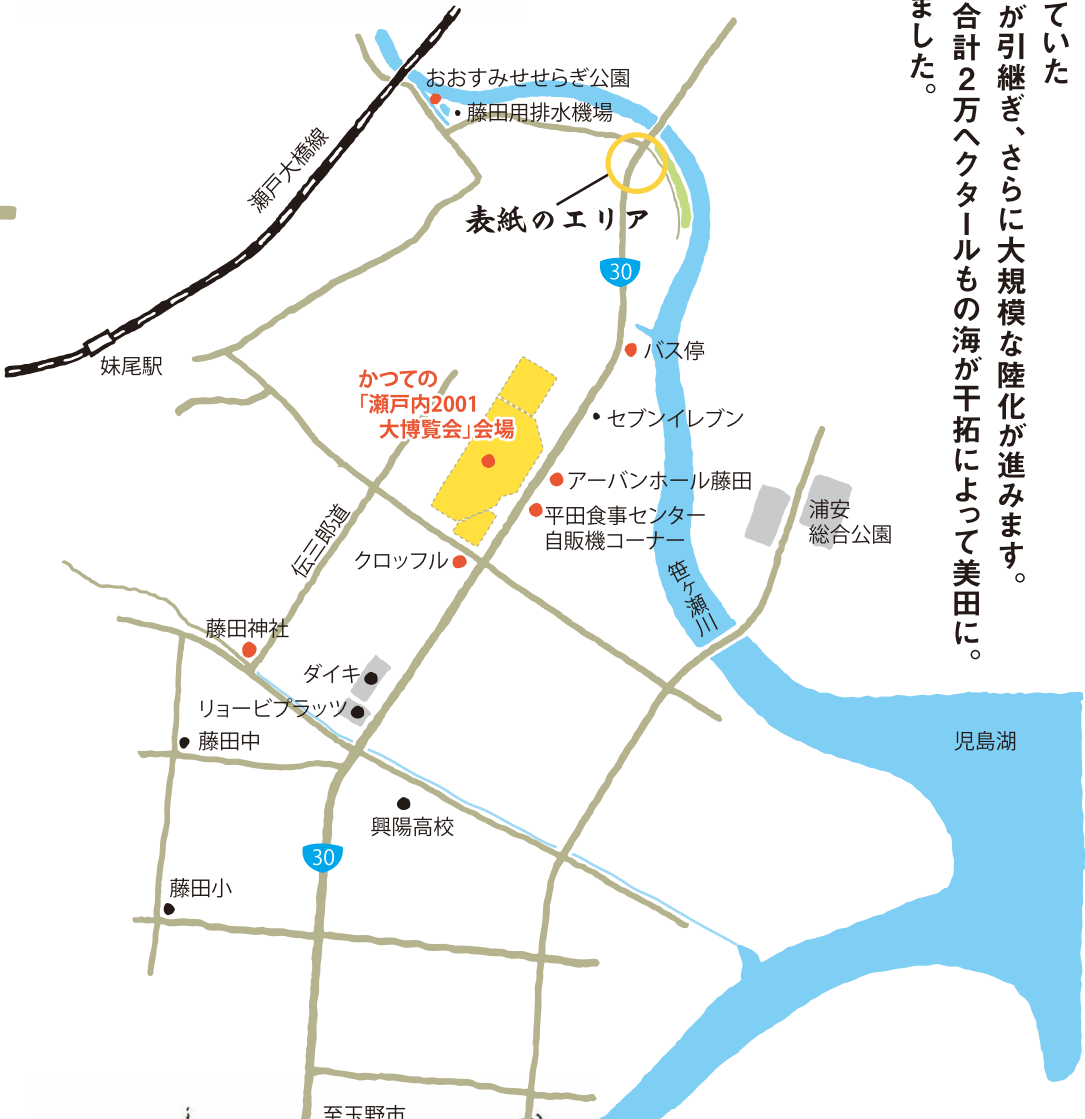 ていた
が引継ぎ、さらに大規模な陸化が進みます。
合計2万ヘクタールもの海が干拓によって美田に。
ました。
おおすみせせらぎ公園
藤田用排水機場
瀬戸大橋線
表紙のエリア
30
妹尾駅
バス停
かつての
「瀬戸内2001
大博覧会」会場
セブンイレブン
アーバンホール藤田
平田食事センター
自販機コーナー
浦安
総合公園
伝三郎道
クロッフル
笹ヶ瀬川
藤田神社
ダイキ
リョービプラッツ
藤田中
児島湖
興陽高校
30
藤田小
至玉野市